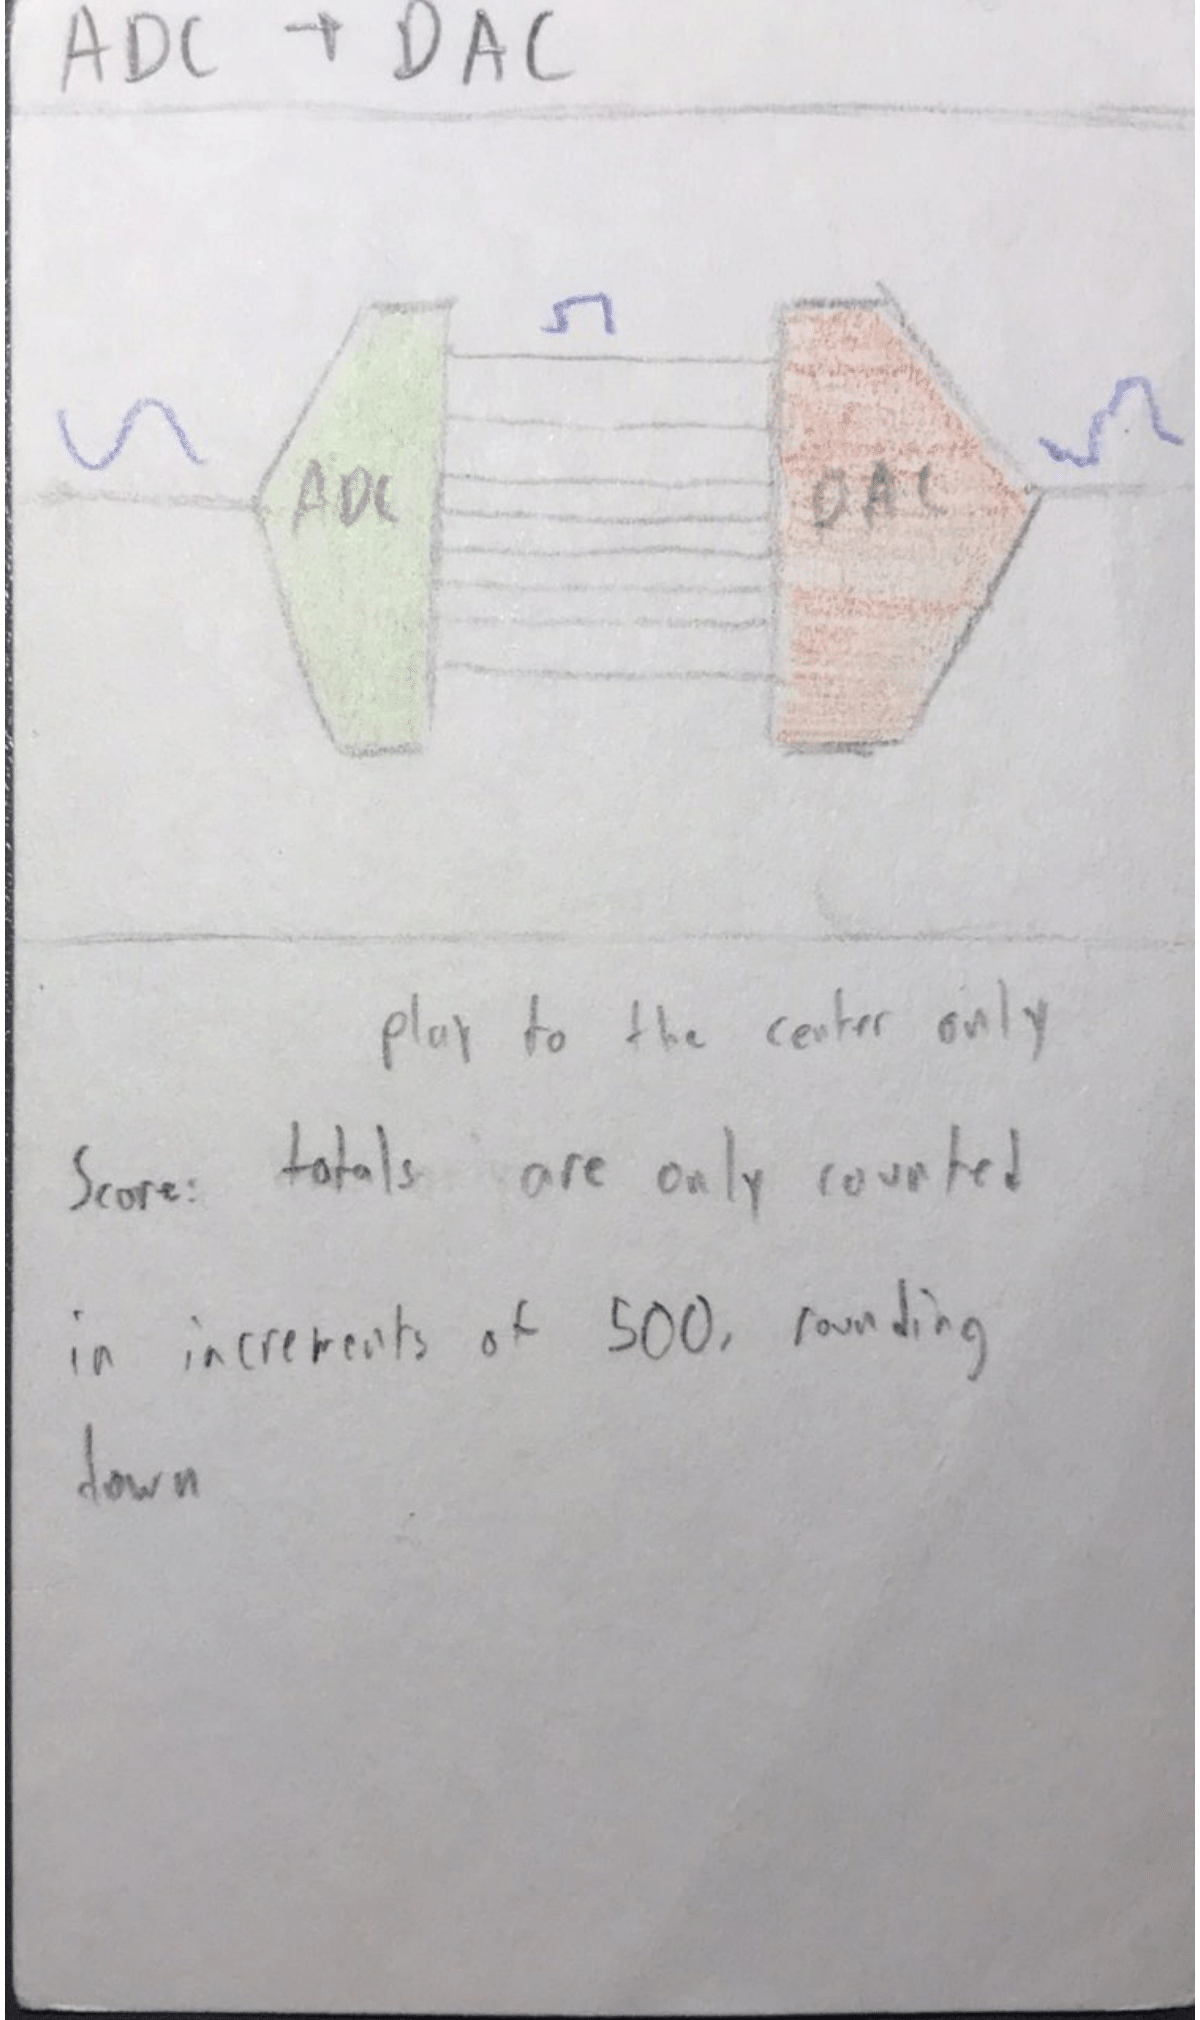 ADC → DAC
ADC DAC
play to the center only
Score: totals are only counted
in increments of 500, rounding
down